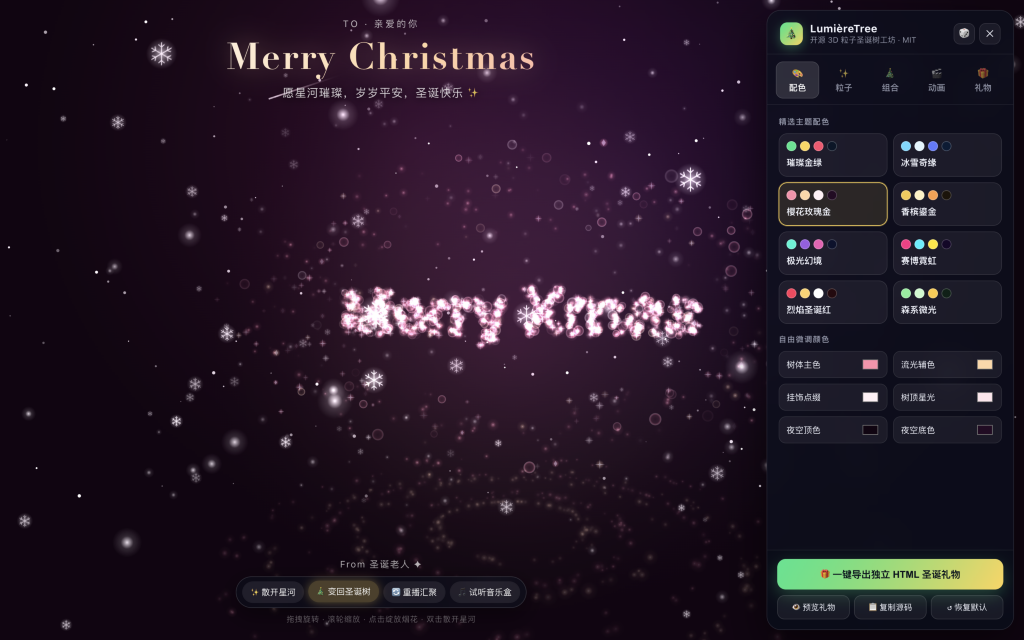 TO · 亲爱的你
Merry Christmas
愿星河璀璨，岁岁平安，圣诞快乐 ✨
Merry Xmas
From 圣诞老人 ✦
✨ 散开星河
🎄 变回圣诞树
🔄 重播汇聚
🎵 试听音乐盒
拖拽旋转 · 滚轮缩放 · 点击绽放烟花 · 双击散开星河
LumièreTree
开源 3D 粒子圣诞树工坊 · MIT
配色
粒子
组合
动画
礼物
精选主题配色
璀璨金绿
冰雪奇缘
樱花玫瑰金
香槟鎏金
极光幻境
赛博霓虹
烈焰圣诞红
森系微光
自由微调颜色
树体主色
流光辅色
挂饰点缀
树顶星光
夜空顶色
夜空底色
🎁 一键导出独立 HTML 圣诞礼物
👁 预览礼物
📋 复制源码
↺ 恢复默认